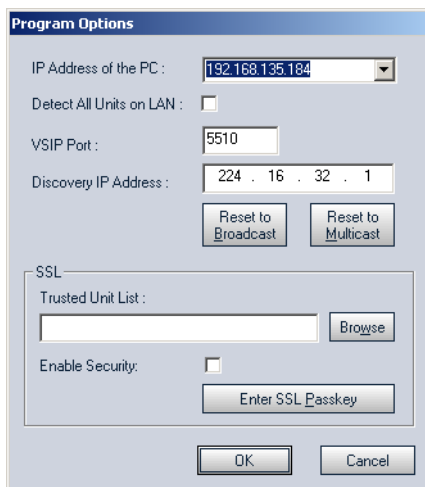 Program Options
IP Address of the PC : 192.168.135.184
Detect All Units on LAN :
VSIP Port : 5510
Discovery IP Address : 224 . 16 . 32 . 1
Reset to Broadcast
Reset to Multicast
SSL
Trusted Unit List :
Browse
Enable Security:
Enter SSL Passkey
OK Cancel